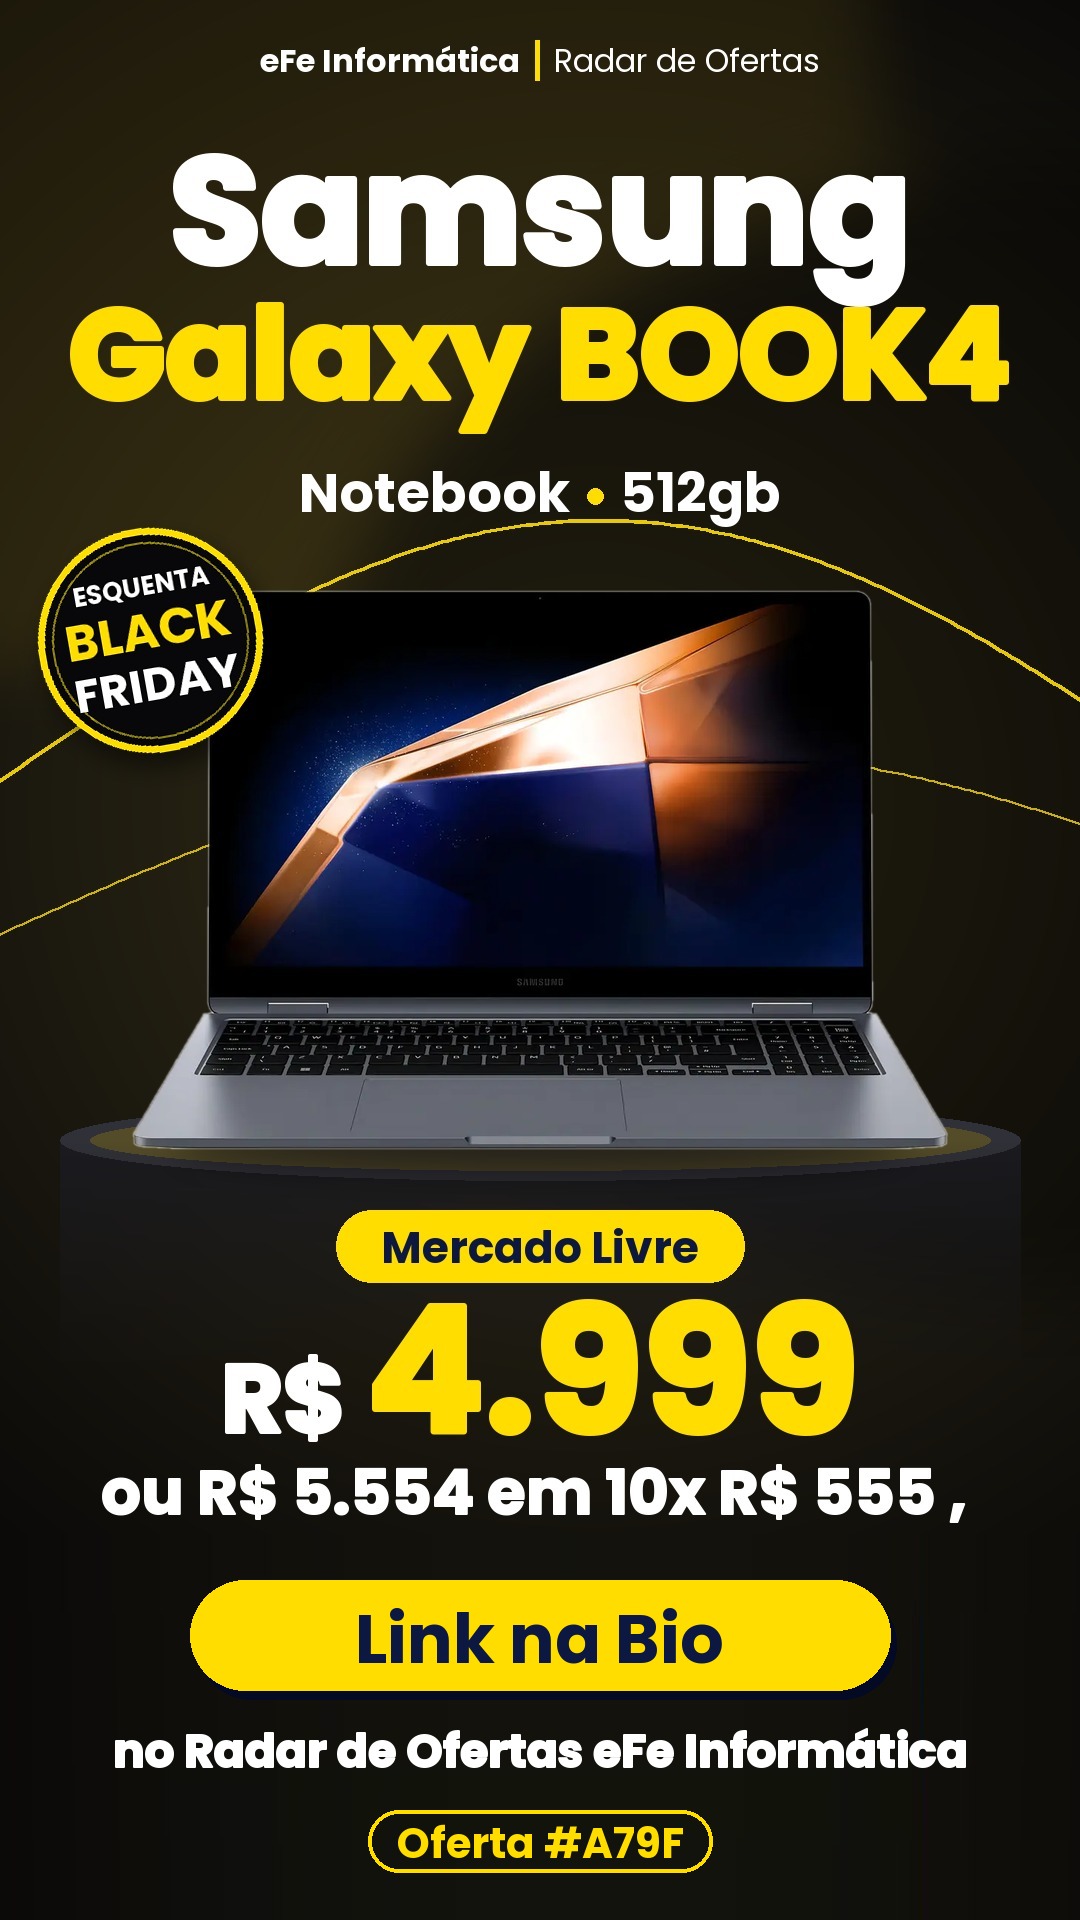 eFe Informática | Radar de Ofertas
Samsung
Galaxy BOOK4
Notebook • 512gb
ESQUENTA
BLACK
FRIDAY
SAMSUNG
Mercado Livre
R$ 4.999
ou R$ 5.554 em 10x R$ 555 ,
Link na Bio
no Radar de Ofertas eFe Informática
Oferta #A79F